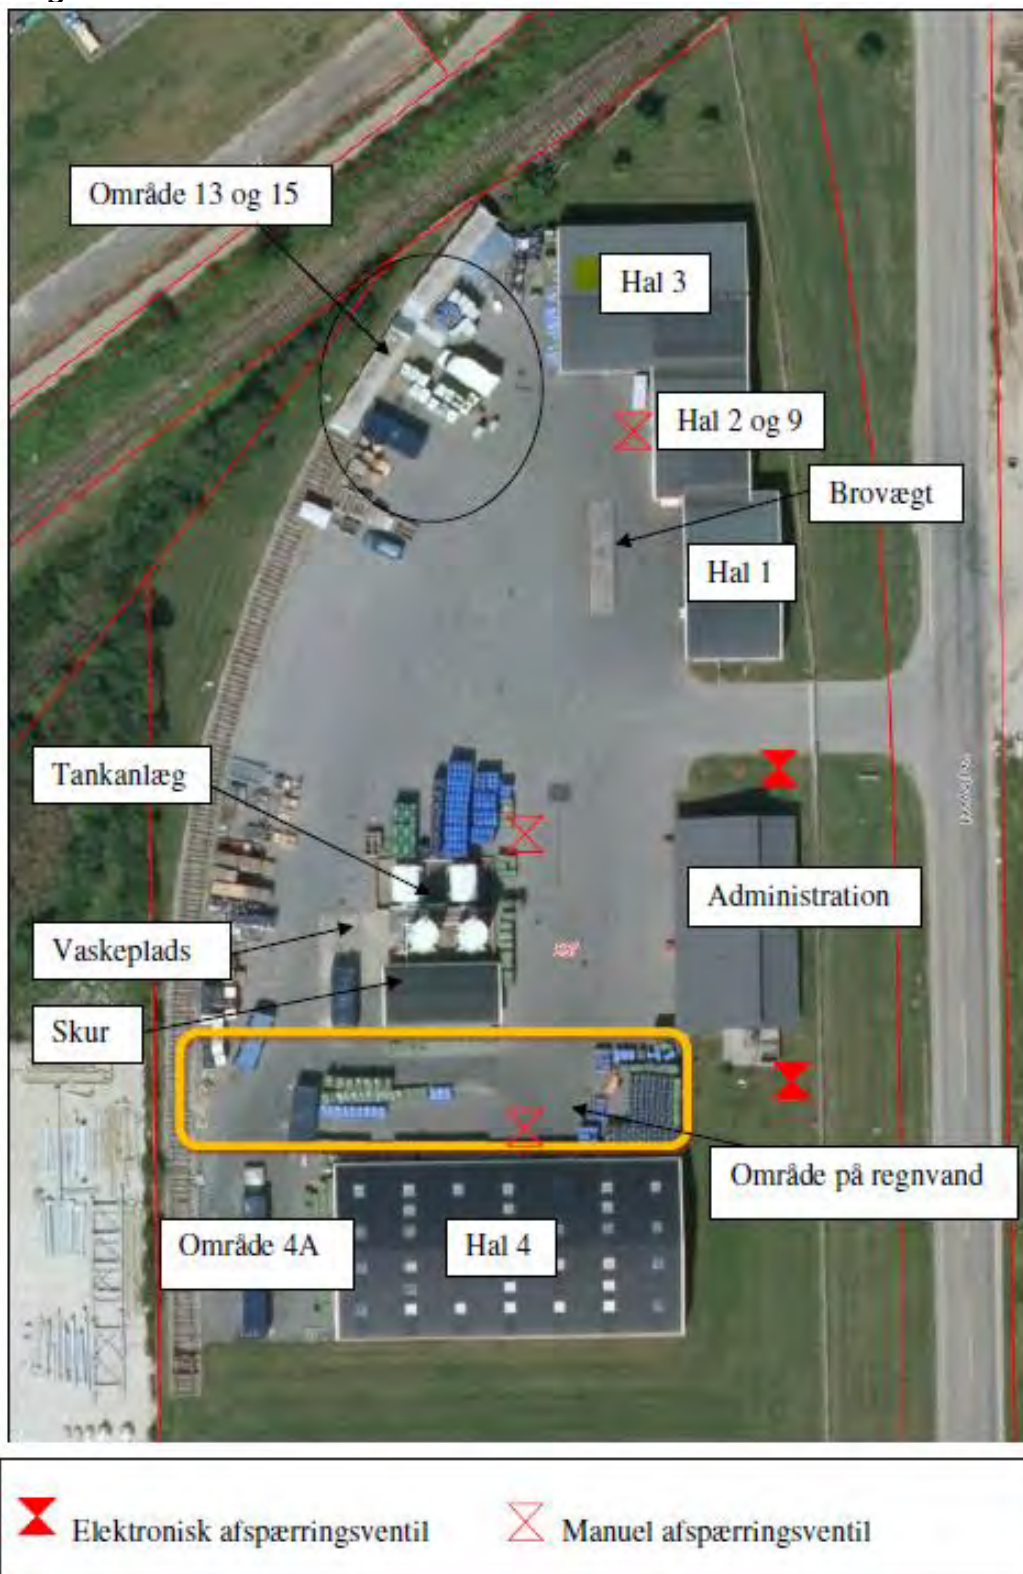 Område 13 og 15
Hal 3
Hal 2 og 9
Brovægt
Hal 1
Tankanlæg
Administration
Vaskeplads
Skur
Område på regnvand
Område 4A
Hal 4
Elektronisk afspærringsventil
Manuel afspærringsventil